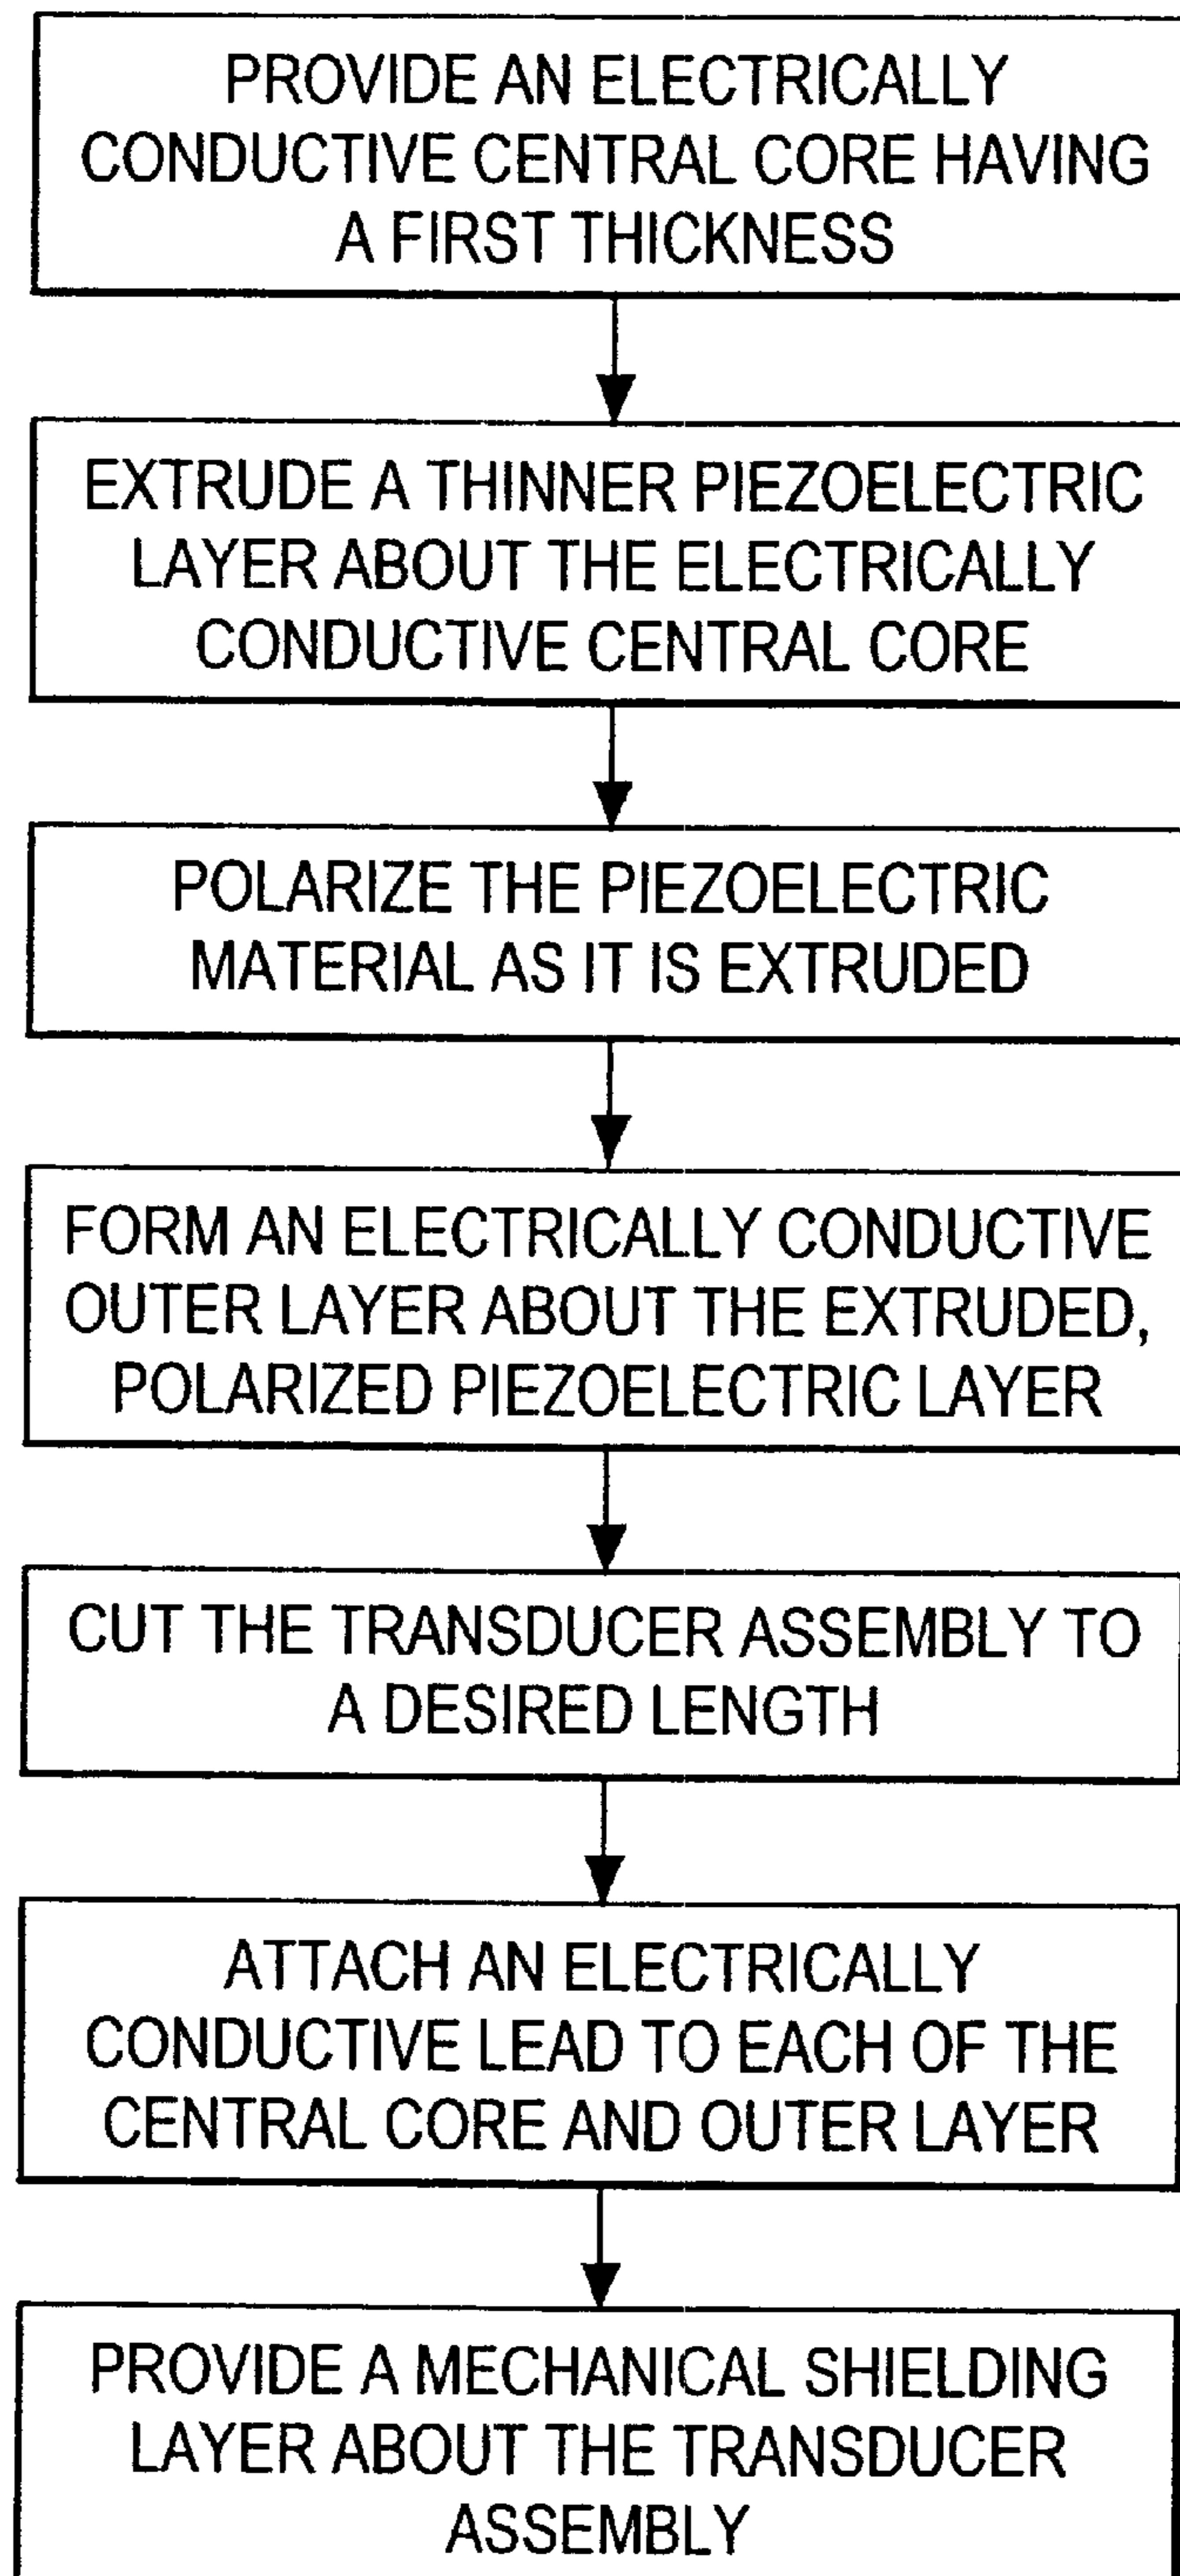 PROVIDE AN ELECTRICALLY
CONDUCTIVE CENTRAL CORE HAVING
A FIRST THICKNESS
EXTRUDE A THINNER PIEZOELECTRIC
LAYER ABOUT THE ELECTRICALLY
CONDUCTIVE CENTRAL CORE
POLARIZE THE PIEZOELECTRIC
MATERIAL AS IT IS EXTRUDED
FORM AN ELECTRICALLY CONDUCTIVE
OUTER LAYER ABOUT THE EXTRUDED,
POLARIZED PIEZOELECTRIC LAYER
CUT THE TRANSDUCER ASSEMBLY TO
A DESIRED LENGTH
ATTACH AN ELECTRICALLY
CONDUCTIVE LEAD TO EACH OF THE
CENTRAL CORE AND OUTER LAYER
PROVIDE A MECHANICAL SHIELDING
LAYER ABOUT THE TRANSDUCER
ASSEMBLY